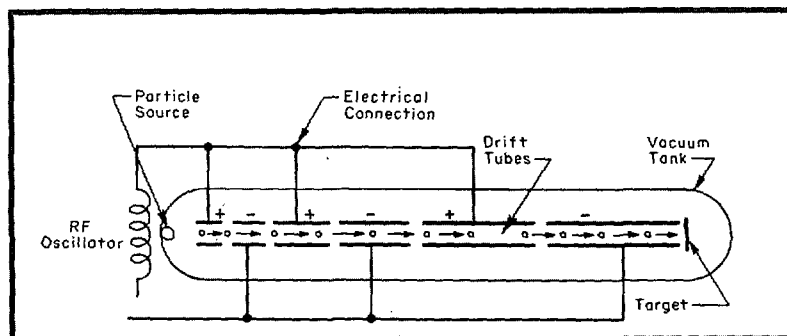 Particle
Source
Electrical
Connection
Drift
Tubes
Vacuum
Tank
+ - + - + -
RF
Oscillator
Target